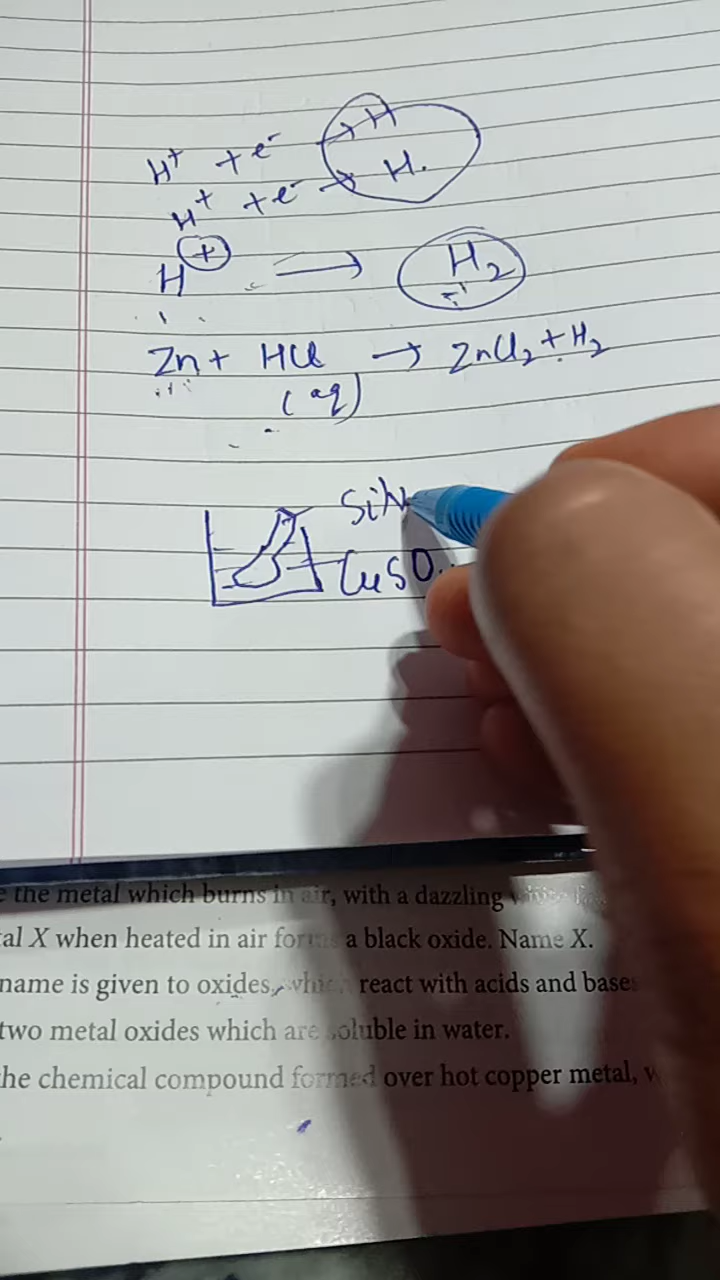 H⁺ + e⁻ → H
H⁺ + e⁻ → H.
H⁺ ⟹ H₂
Zn + HCl → ZnCl₂ + H₂
(aq)
CuSO
the metal which burns in air, with a dazzling
al X when heated in air forms a black oxide. Name X.
name is given to oxides, which react with acids and base
two metal oxides which are soluble in water.
he chemical compound formed over hot copper metal,